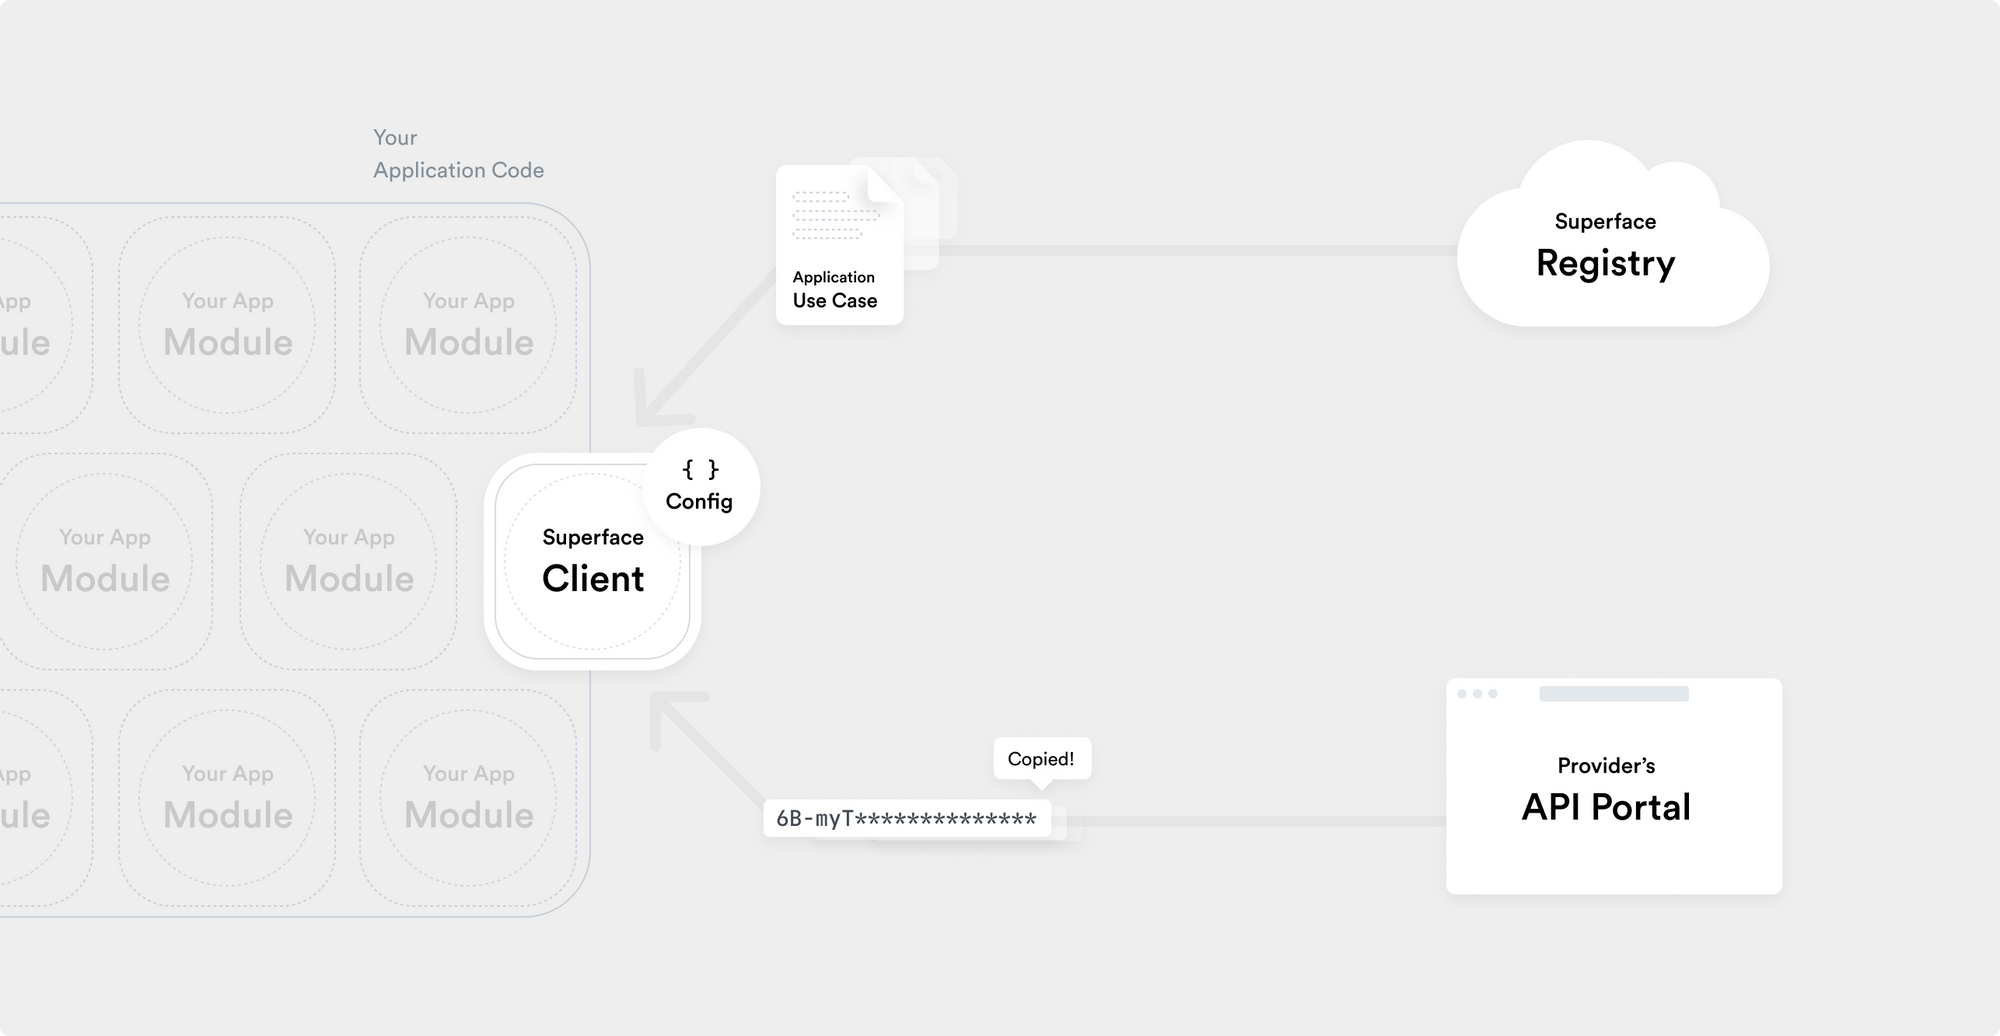 Your
Application Code
App
ule
Your App
Module
Your App
Module
Your App
Module
Your App
Module
App
ule
Your App
Module
Your App
Module
Superface
Client
{ }
Config
Application
Use Case
Superface
Registry
Copied!
6B-myT**************
Provider’s
API Portal